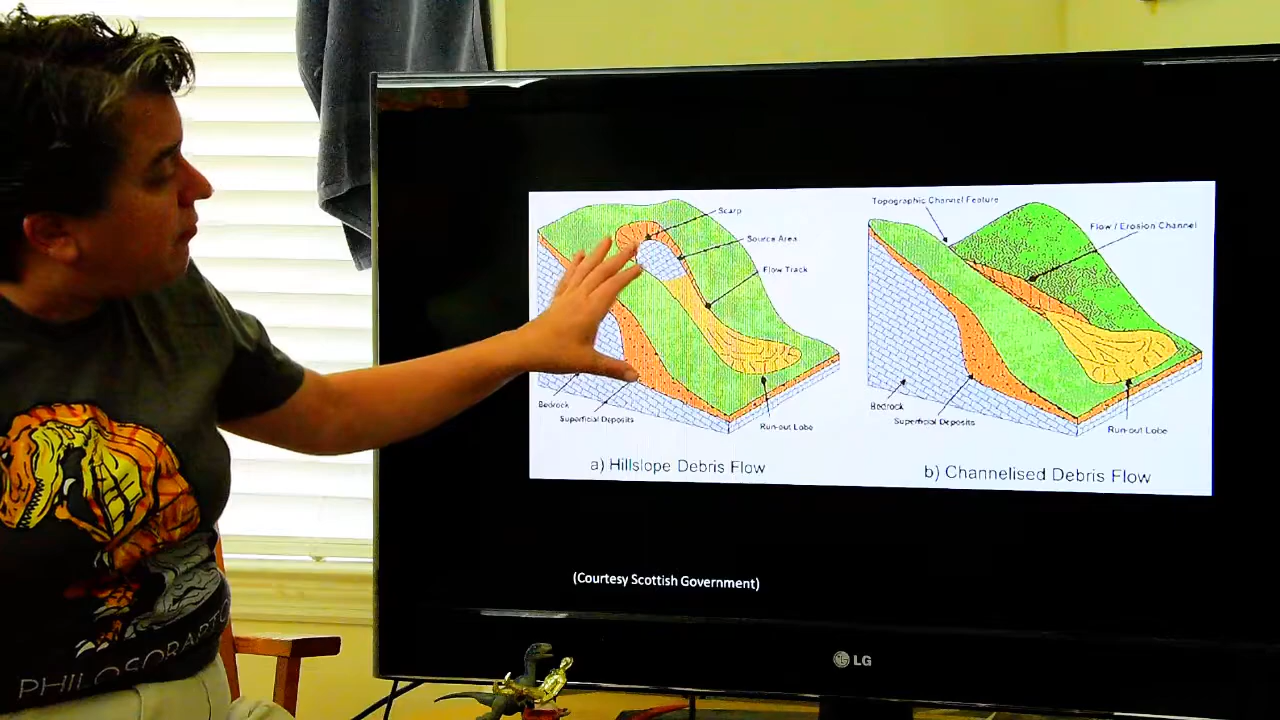 Scarp
Source Area
Flow Track
Bedrock
Superficial Deposits
Run-out Lobe
a) Hillslope Debris Flow
Topographic Channel Feature
Flow / Erosion Channel
Bedrock
Superficial Deposits
Run-out Lobe
b) Channelised Debris Flow
(Courtesy Scottish Government)
LG
PHILOSORAPTO